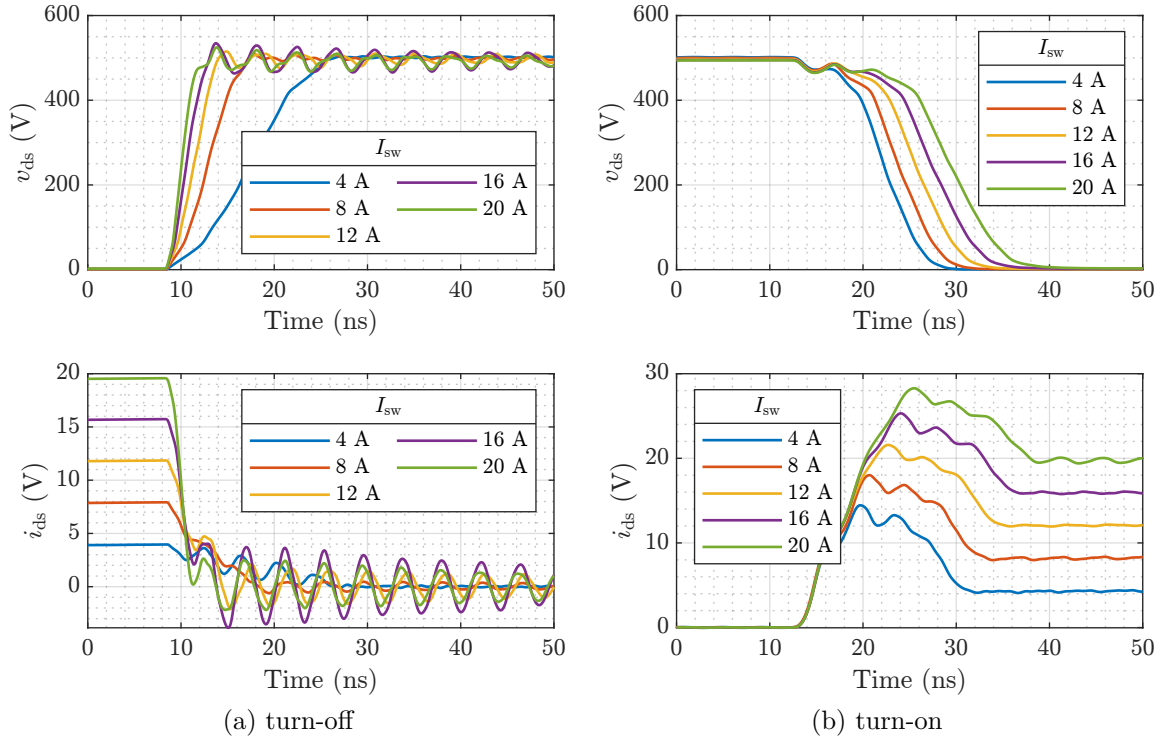 600
400
200
0
v_ds (V)
I_sw
4 A
16 A
8 A
20 A
12 A
0 10 20 30 40 50
Time (ns)
600
400
200
0
v_ds (V)
I_sw
4 A
8 A
12 A
16 A
20 A
0 10 20 30 40 50
Time (ns)
20
15
10
5
0
i_ds (V)
I_sw
4 A
16 A
8 A
20 A
12 A
0 10 20 30 40 50
Time (ns)
(a) turn-off
30
20
10
0
i_ds (V)
I_sw
4 A
8 A
12 A
16 A
20 A
0 10 20 30 40 50
Time (ns)
(b) turn-on